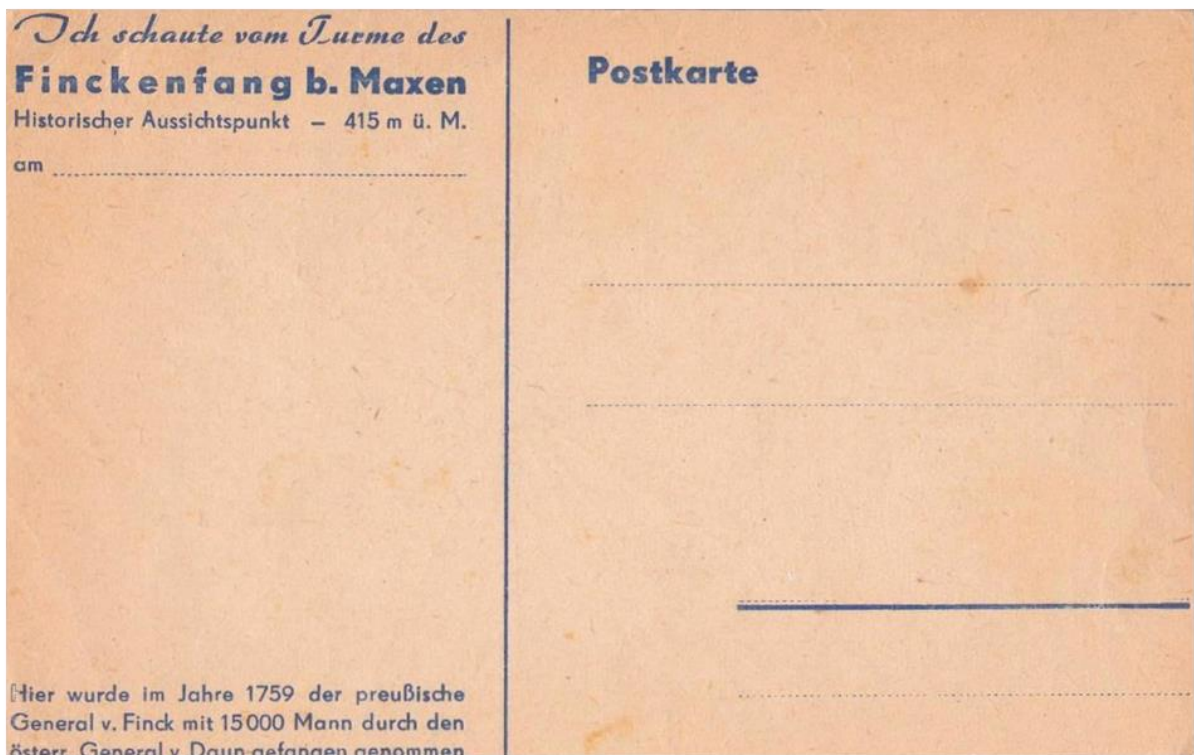 Ich schaute vom Turme des
Finckenfang b. Maxen
Historischer Aussichtspunkt – 415 m ü. M.
am
Postkarte
Hier wurde im Jahre 1759 der preußische
General v. Finck mit 15000 Mann durch den
österr. General v. Daun gefangen genommen